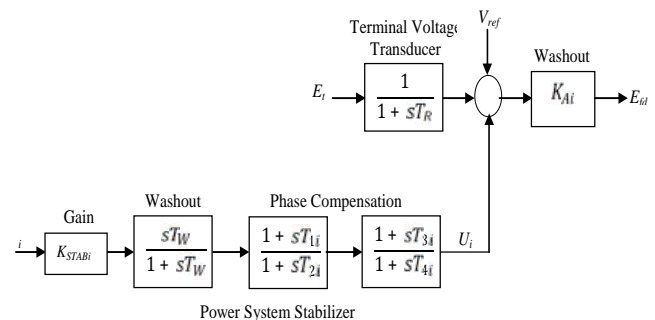 Terminal Voltage
Transducer
V_ref
Washout
E_t
1
1 + sT_R
K_Ai
E_fd
Gain
Washout
Phase Compensation
i
K_STABi
sT_W
1 + sT_W
1 + sT_1i
1 + sT_2i
1 + sT_3i
1 + sT_4i
U_i
Power System Stabilizer